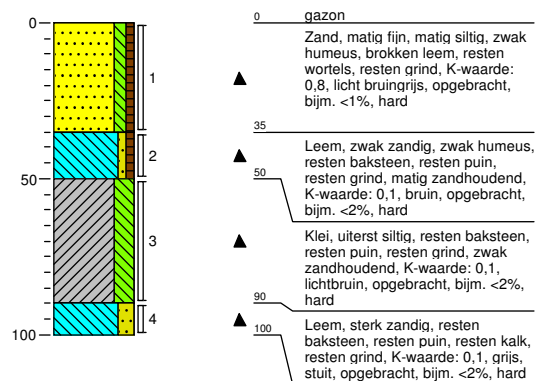 0
gazon
Zand, matig fijn, matig siltig, zwak
humeus, brokken leem, resten
wortels, resten grind, K-waarde:
0,8, licht bruingrijs, opgebracht,
bijm. <1%, hard
35
Leem, zwak zandig, zwak humeus,
resten baksteen, resten puin,
resten grind, matig zandhoudend,
K-waarde: 0,1, bruin, opgebracht,
bijm. <2%, hard
50
Klei, uiterst siltig, resten baksteen,
resten puin, resten grind, zwak
zandhoudend, K-waarde: 0,1,
lichtbruin, opgebracht, bijm. <2%,
hard
90
Leem, sterk zandig, resten
baksteen, resten puin, resten kalk,
resten grind, K-waarde: 0,1, grijs,
stuit, opgebracht, bijm. <2%, hard
100
0
50
100
1
2
3
4